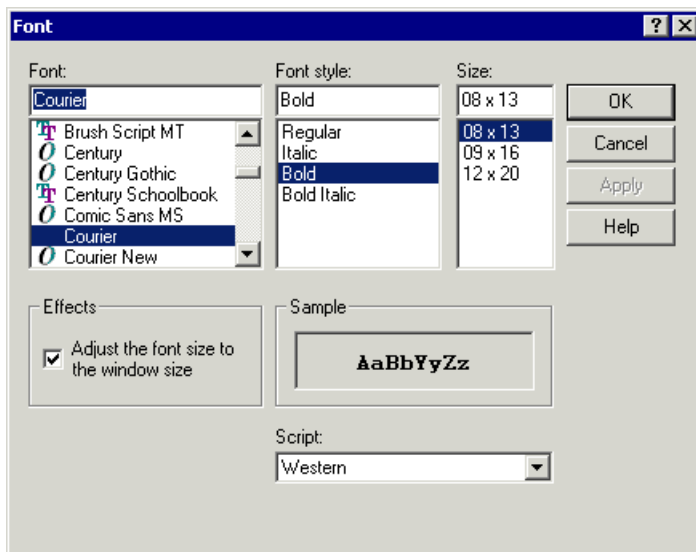 Font
Font:
Courier
Brush Script MT
Century
Century Gothic
Century Schoolbook
Comic Sans MS
Courier
Courier New
Font style:
Bold
Regular
Italic
Bold
Bold Italic
Size:
08 x 13
08 x 13
09 x 16
12 x 20
OK
Cancel
Apply
Help
Effects
Adjust the font size to
the window size
Sample
AaBbYyZz
Script:
Western